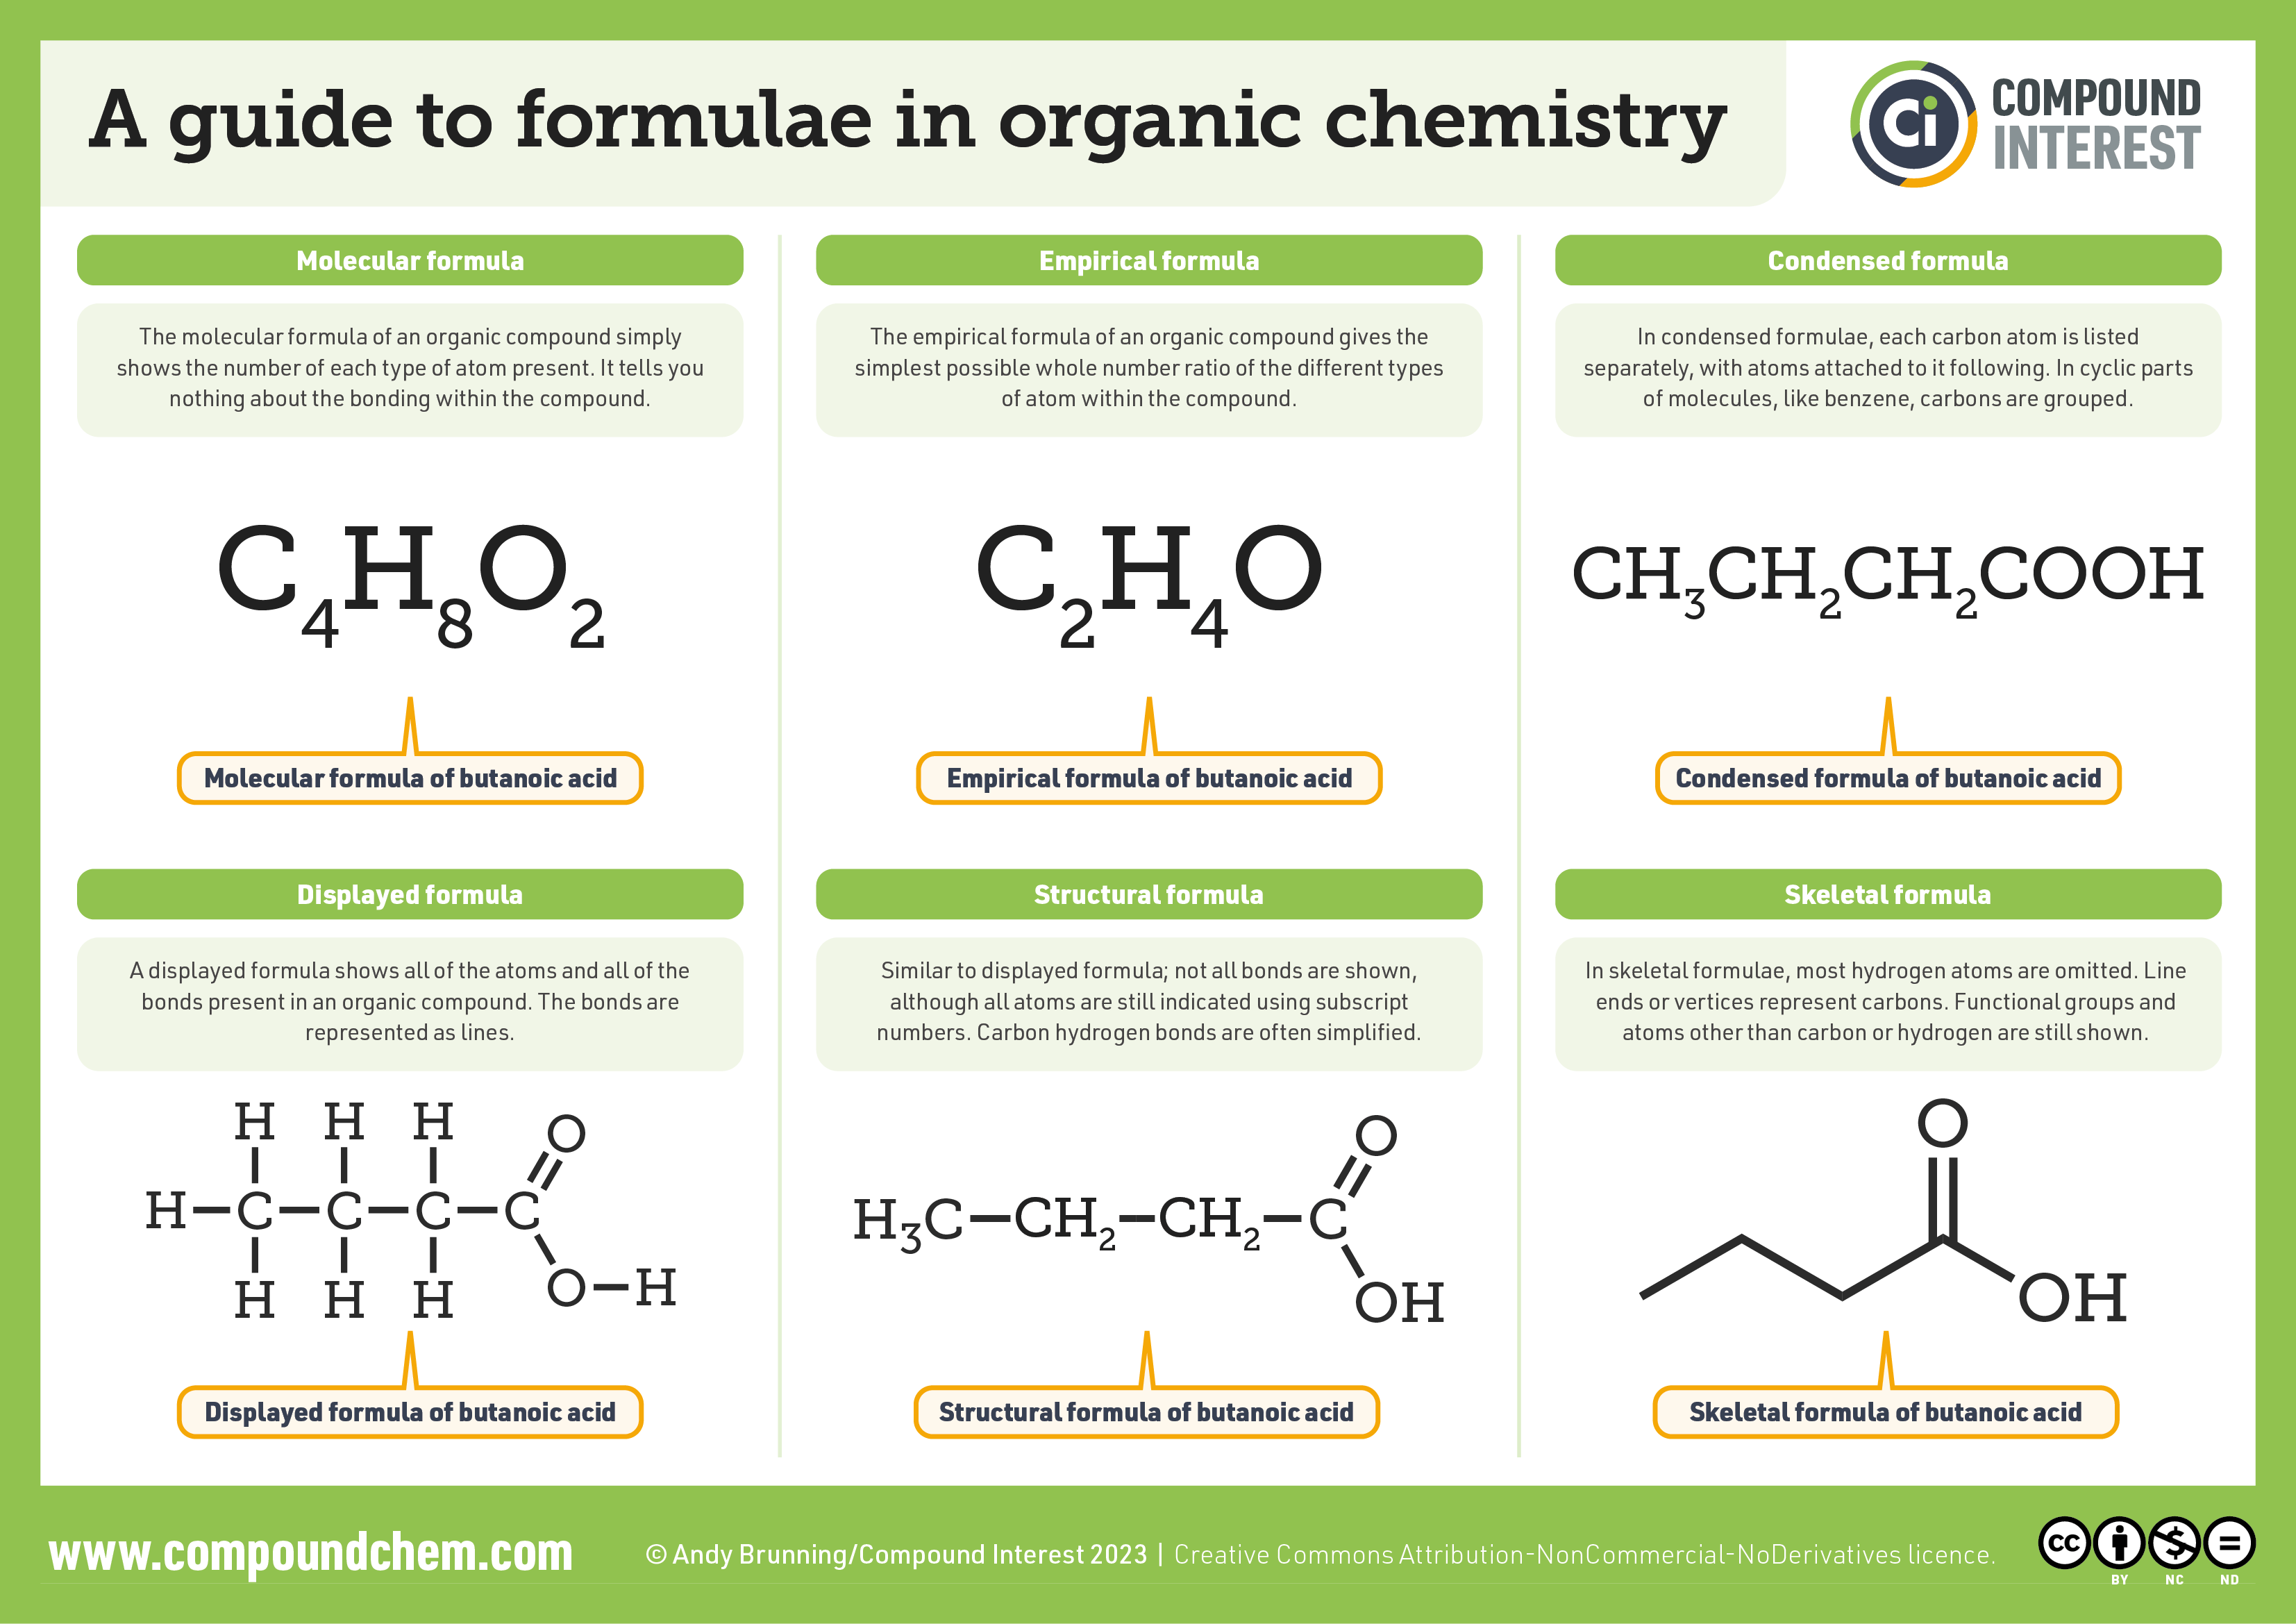 A guide to formulae in organic chemistry
Ci
COMPOUND
INTEREST
Molecular formula
The molecular formula of an organic compound simply
shows the number of each type of atom present. It tells you
nothing about the bonding within the compound.
C₄H₈O₂
Molecular formula of butanoic acid
Empirical formula
The empirical formula of an organic compound gives the
simplest possible whole number ratio of the different types
of atom within the compound.
C₂H₄O
Empirical formula of butanoic acid
Condensed formula
In condensed formulae, each carbon atom is listed
separately, with atoms attached to it following. In cyclic parts
of molecules, like benzene, carbons are grouped.
CH₃CH₂CH₂COOH
Condensed formula of butanoic acid
Displayed formula
A displayed formula shows all of the atoms and all of the
bonds present in an organic compound. The bonds are
represented as lines.
H H H O
H C C C C
H H H O H
Displayed formula of butanoic acid
Structural formula
Similar to displayed formula; not all bonds are shown,
although all atoms are still indicated using subscript
numbers. Carbon hydrogen bonds are often simplified.
O
H₃C CH₂ CH₂ C
OH
Structural formula of butanoic acid
Skeletal formula
In skeletal formulae, most hydrogen atoms are omitted. Line
ends or vertices represent carbons. Functional groups and
atoms other than carbon or hydrogen are still shown.
O
OH
Skeletal formula of butanoic acid
www.compoundchem.com
© Andy Brunning/Compound Interest 2023 | Creative Commons Attribution-NonCommercial-NoDerivatives licence.
CC $ =
BY NC ND